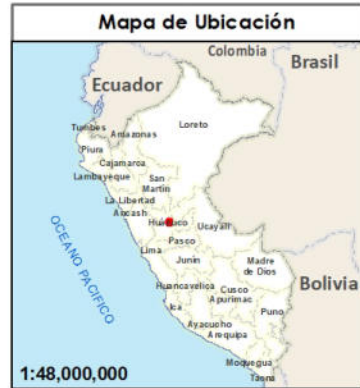 Mapa de Ubicación
Colombia
Brasil
Ecuador
Loreto
Tumbes
Amazonas
Piura
Cajamarca
Lambayeque
San
Martín
La Libertad
Ancash
Huánuco
Ucayali
Pasco
Lima
Junín
Madre
de Dios
OCEANO PACIFICO
Huancavelica
Cusco
Apurimac
Ica
Puno
Bolivia
Ayacucho
Arequipa
Moquegua
Tacna
1:48,000,000